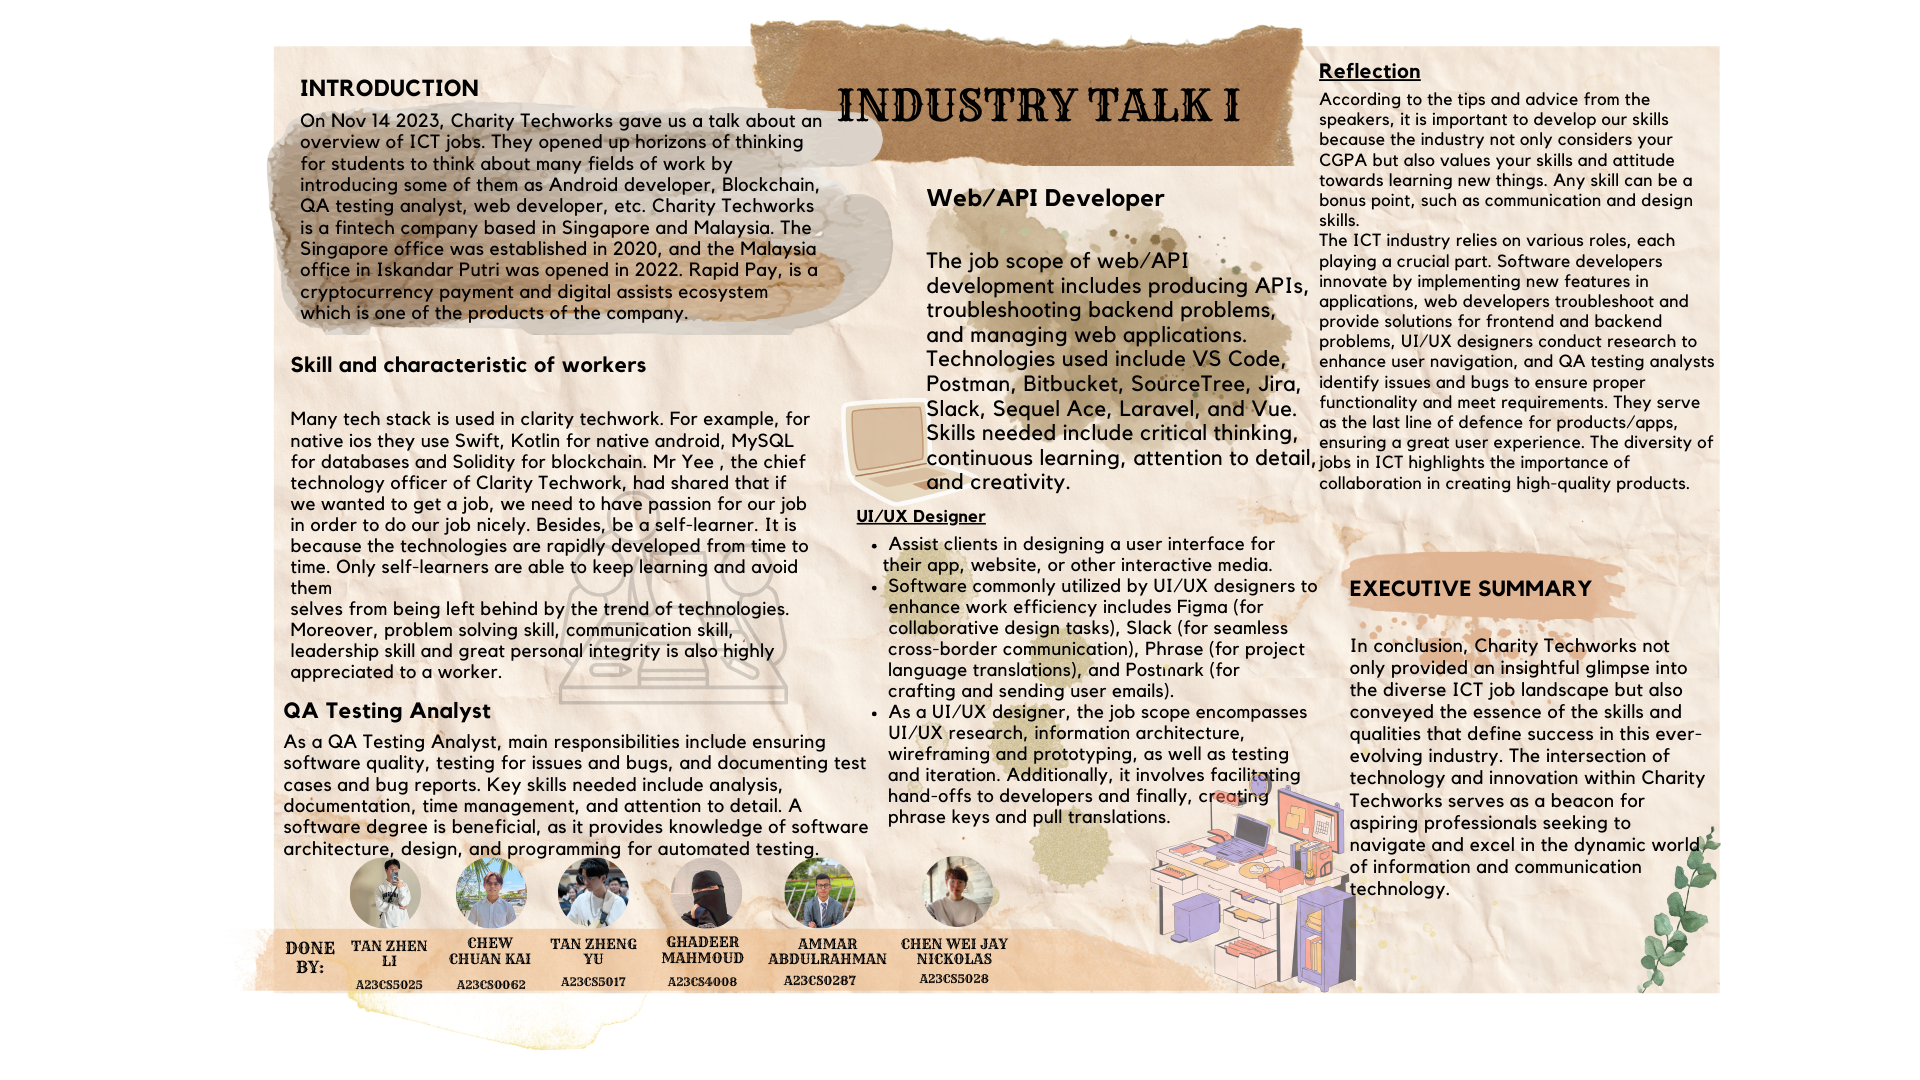 INDUSTRY TALK I
INTRODUCTION
On Nov 14 2023, Charity Techworks gave us a talk about an
overview of ICT jobs. They opened up horizons of thinking
for students to think about many fields of work by
introducing some of them as Android developer, Blockchain,
QA testing analyst, web developer, etc. Charity Techworks
is a fintech company based in Singapore and Malaysia. The
Singapore office was established in 2020, and the Malaysia
office in Iskandar Putri was opened in 2022. Rapid Pay, is a
cryptocurrency payment and digital assists ecosystem
which is one of the products of the company.
Skill and characteristic of workers
Many tech stack is used in clarity techwork. For example, for
native ios they use Swift, Kotlin for native android, MySQL
for databases and Solidity for blockchain. Mr Yee , the chief
technology officer of Clarity Techwork, had shared that if
we wanted to get a job, we need to have passion for our job
in order to do our job nicely. Besides, be a self-learner. It is
because the technologies are rapidly developed from time to
time. Only self-learners are able to keep learning and avoid
them
selves from being left behind by the trend of technologies.
Moreover, problem solving skill, communication skill,
leadership skill and great personal integrity is also highly
appreciated to a worker.
QA Testing Analyst
As a QA Testing Analyst, main responsibilities include ensuring
software quality, testing for issues and bugs, and documenting test
cases and bug reports. Key skills needed include analysis,
documentation, time management, and attention to detail. A
software degree is beneficial, as it provides knowledge of software
architecture, design, and programming for automated testing.
Web/API Developer
The job scope of web/API
development includes producing APIs,
troubleshooting backend problems,
and managing web applications.
Technologies used include VS Code,
Postman, Bitbucket, SourceTree, Jira,
Slack, Sequel Ace, Laravel, and Vue.
Skills needed include critical thinking,
continuous learning, attention to detail,
and creativity.
UI/UX Designer
• Assist clients in designing a user interface for
their app, website, or other interactive media.
• Software commonly utilized by UI/UX designers to
enhance work efficiency includes Figma (for
collaborative design tasks), Slack (for seamless
cross-border communication), Phrase (for project
language translations), and Postmark (for
crafting and sending user emails).
• As a UI/UX designer, the job scope encompasses
UI/UX research, information architecture,
wireframing and prototyping, as well as testing
and iteration. Additionally, it involves facilitating
hand-offs to developers and finally, creating
phrase keys and pull translations.
Reflection
According to the tips and advice from the
speakers, it is important to develop our skills
because the industry not only considers your
CGPA but also values your skills and attitude
towards learning new things. Any skill can be a
bonus point, such as communication and design
skills.
The ICT industry relies on various roles, each
playing a crucial part. Software developers
innovate by implementing new features in
applications, web developers troubleshoot and
provide solutions for frontend and backend
problems, UI/UX designers conduct research to
enhance user navigation, and QA testing analysts
identify issues and bugs to ensure proper
functionality and meet requirements. They serve
as the last line of defence for products/apps,
ensuring a great user experience. The diversity of
jobs in ICT highlights the importance of
collaboration in creating high-quality products.
EXECUTIVE SUMMARY
In conclusion, Charity Techworks not
only provided an insightful glimpse into
the diverse ICT job landscape but also
conveyed the essence of the skills and
qualities that define success in this ever-
evolving industry. The intersection of
technology and innovation within Charity
Techworks serves as a beacon for
aspiring professionals seeking to
navigate and excel in the dynamic world
of information and communication
technology.
DONE
BY:
TAN ZHEN
LI
A23CS5025
CHEW
CHUAN KAI
A23CS0062
TAN ZHENG
YU
A23CS5017
GHADEER
MAHMOUD
A23CS4008
AMMAR
ABDULRAHMAN
A23CS0287
CHEN WEI JAY
NICKOLAS
A23CS5028